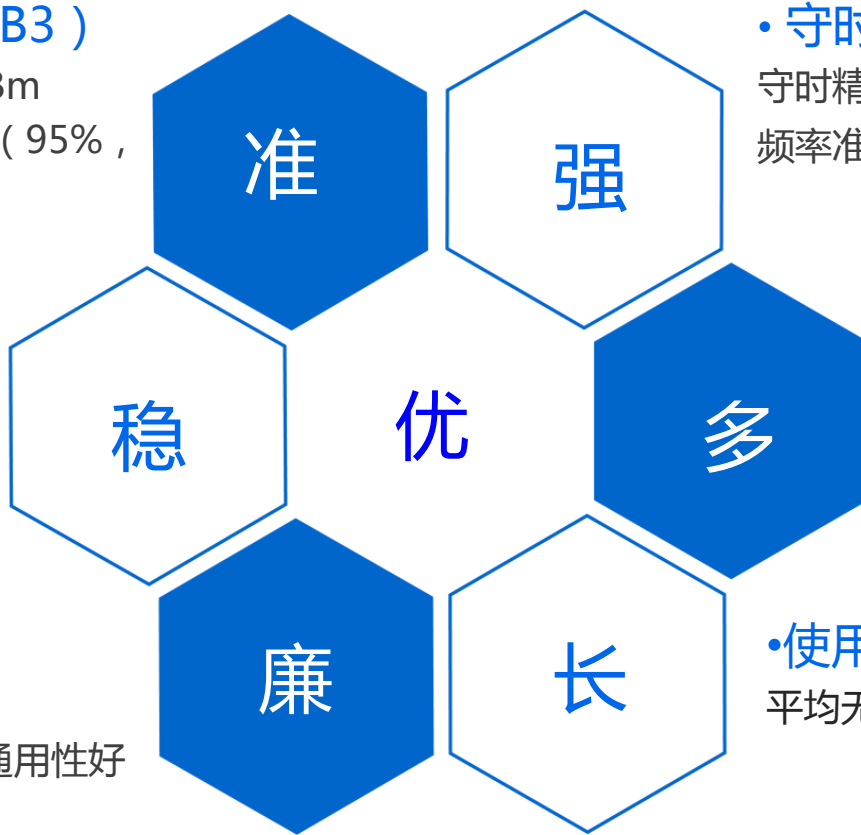 B3）
• 守时
3m
守时精
（95%，
频率准
准
强
稳
优
多
廉
长
•使用
平均无
通用性好